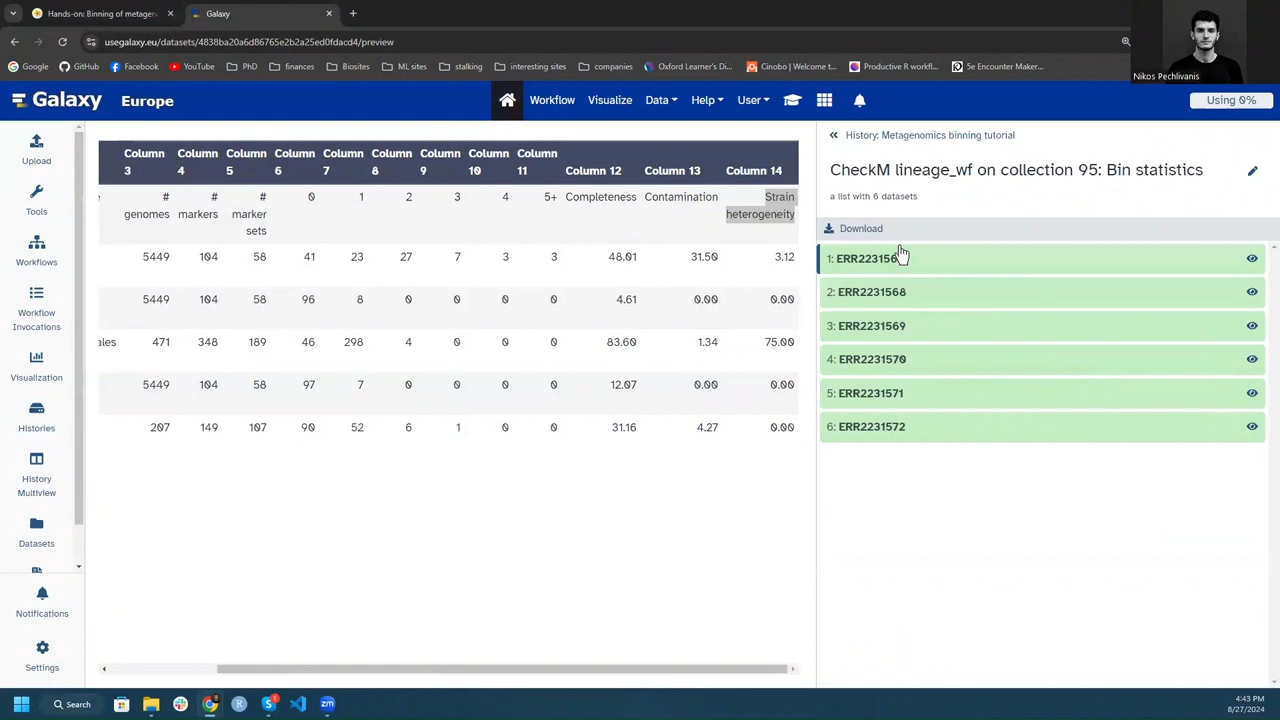 Hands-on: Binning of metagen
Galaxy
usegalaxy.eu/datasets/4838ba20a6d86765e2b2a25ed0fdacd4/preview
Google
GitHub
Facebook
YouTube
PhD
finances
Biosites
ML sites
stalking
interesting sites
companies
Oxford Learner's Di...
Cinobo | Welcome t...
Productive R workfl...
5e Encounter Maker...
Nikos Pechlivanis
Galaxy Europe
Workflow
Visualize
Data
Help
User
Using 0%
Upload
Tools
Workflows
Workflow
Invocations
Visualization
Histories
History
Multiview
Datasets
Notifications
Settings
Column 3 Column 4 Column 5 Column 6 Column 7 Column 8 Column 9 Column 10 Column 11 Column 12 Column 13 Column 14
# genomes # markers # marker sets 0 1 2 3 4 5+ Completeness Contamination Strain heterogeneity
5449 104 58 41 23 27 7 3 3 48.01 31.50 3.12
5449 104 58 96 8 0 0 0 0 4.61 0.00 0.00
ales 471 348 189 46 298 4 0 0 0 83.60 1.34 75.00
5449 104 58 97 7 0 0 0 0 12.07 0.00 0.00
207 149 107 90 52 6 1 0 0 31.16 4.27 0.00
History: Metagenomics binning tutorial
CheckM lineage_wf on collection 95: Bin statistics
a list with 6 datasets
Download
1: ERR223156
2: ERR2231568
3: ERR2231569
4: ERR2231570
5: ERR2231571
6: ERR2231572
Search
4:43 PM
8/27/2024